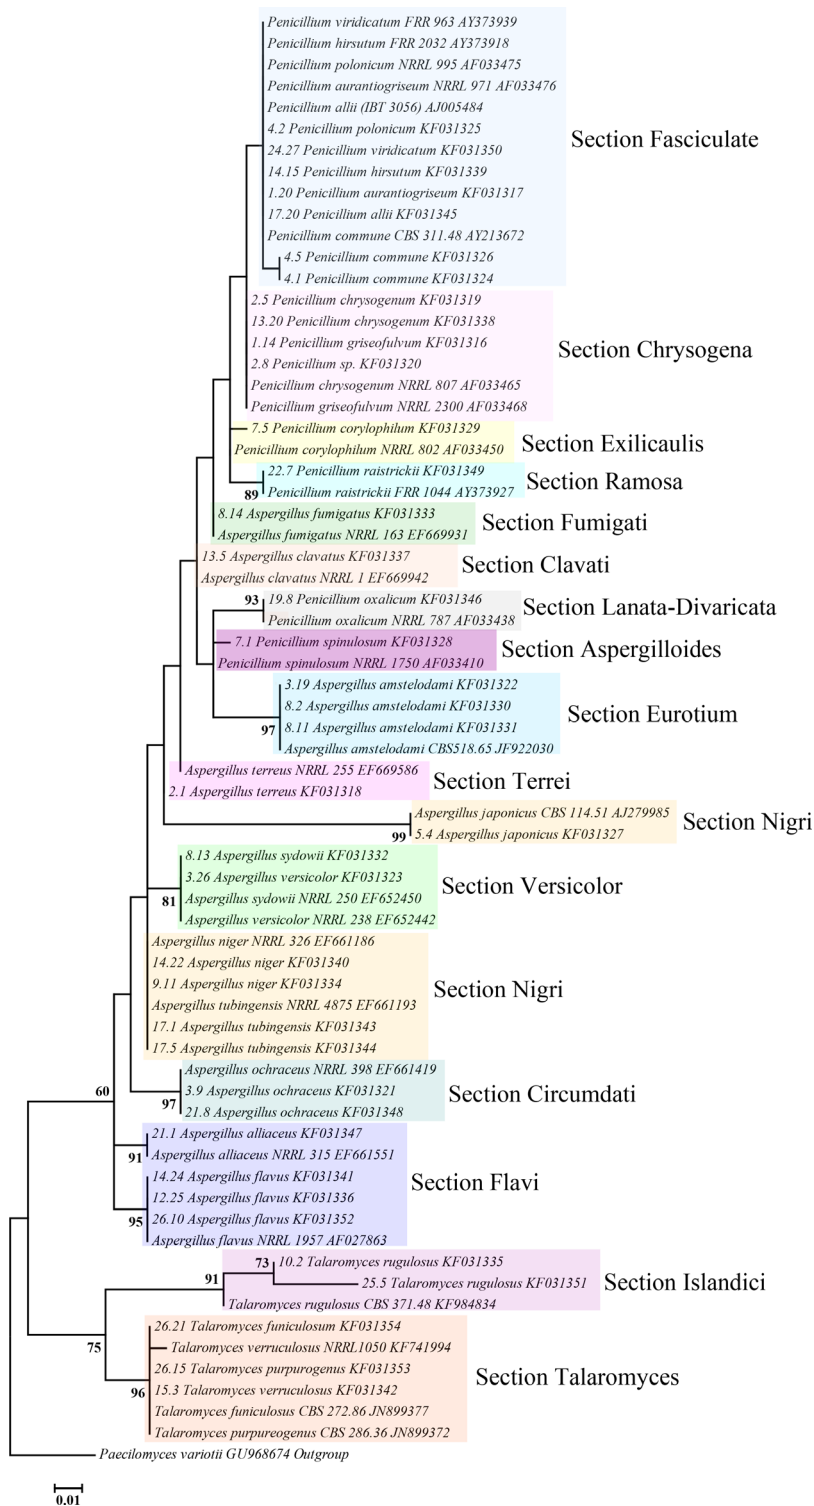 Penicillium viridicatum FRR 963 AY373939
Penicillium hirsutum FRR 2032 AY373918
Penicillium polonicum NRRL 995 AF033475
Penicillium aurantiogriseum NRRL 971 AF033476
Penicillium allii (IBT 3056) AJ005484
4.2 Penicillium polonicum KF031325
Section Fasciculate
24.27 Penicillium viridicatum KF031350
14.15 Penicillium hirsutum KF031339
1.20 Penicillium aurantiogriseum KF031317
17.20 Penicillium allii KF031345
Penicillium commune CBS 311.48 AY213672
4.5 Penicillium commune KF031326
4.1 Penicillium commune KF031324
2.5 Penicillium chrysogenum KF031319
13.20 Penicillium chrysogenum KF031338
1.14 Penicillium griseofulvum KF031316
Section Chrysogena
2.8 Penicillium sp. KF031320
Penicillium chrysogenum NRRL 807 AF033465
Penicillium griseofulvum NRRL 2300 AF033468
7.5 Penicillium corylophilum KF031329
Section Exilicaulis
Penicillium corylophilum NRRL 802 AF033450
22.7 Penicillium raistrickii KF031349
Section Ramosa
89
Penicillium raistrickii FRR 1044 AY373927
8.14 Aspergillus fumigatus KF031333
Section Fumigati
Aspergillus fumigatus NRRL 163 EF669931
13.5 Aspergillus clavatus KF031337
Section Clavati
Aspergillus clavatus NRRL 1 EF669942
93
19.8 Penicillium oxalicum KF031346
Section Lanata-Divaricata
Penicillium oxalicum NRRL 787 AF033438
7.1 Penicillium spinulosum KF031328
Section Aspergilloides
Penicillium spinulosum NRRL 1750 AF033410
3.19 Aspergillus amstelodami KF031322
8.2 Aspergillus amstelodami KF031330
Section Eurotium
8.11 Aspergillus amstelodami KF031331
97
Aspergillus amstelodami CBS518.65 JF922030
Aspergillus terreus NRRL 255 EF669586
Section Terrei
2.1 Aspergillus terreus KF031318
Aspergillus japonicus CBS 114.51 AJ279985
Section Nigri
99
5.4 Aspergillus japonicus KF031327
8.13 Aspergillus sydowii KF031332
3.26 Aspergillus versicolor KF031323
Section Versicolor
81
Aspergillus sydowii NRRL 250 EF652450
Aspergillus versicolor NRRL 238 EF652442
Aspergillus niger NRRL 326 EF661186
14.22 Aspergillus niger KF031340
9.11 Aspergillus niger KF031334
Section Nigri
Aspergillus tubingensis NRRL 4875 EF661193
17.1 Aspergillus tubingensis KF031343
17.5 Aspergillus tubingensis KF031344
Aspergillus ochraceus NRRL 398 EF661419
60
3.9 Aspergillus ochraceus KF031321
Section Circumdati
97
21.8 Aspergillus ochraceus KF031348
21.1 Aspergillus alliaceus KF031347
91
Aspergillus alliaceus NRRL 315 EF661551
14.24 Aspergillus flavus KF031341
Section Flavi
12.25 Aspergillus flavus KF031336
95
26.10 Aspergillus flavus KF031352
Aspergillus flavus NRRL 1957 AF027863
73
10.2 Talaromyces rugulosus KF031335
91
25.5 Talaromyces rugulosus KF031351
Section Islandici
Talaromyces rugulosus CBS 371.48 KF984834
26.21 Talaromyces funiculosum KF031354
75
Talaromyces verruculosus NRRL1050 KF741994
26.15 Talaromyces purpurogenus KF031353
Section Talaromyces
96
15.3 Talaromyces verruculosus KF031342
Talaromyces funiculosus CBS 272.86 JN899377
Talaromyces purpureogenus CBS 286.36 JN899372
Paecilomyces variotii GU968674 Outgroup
0.01